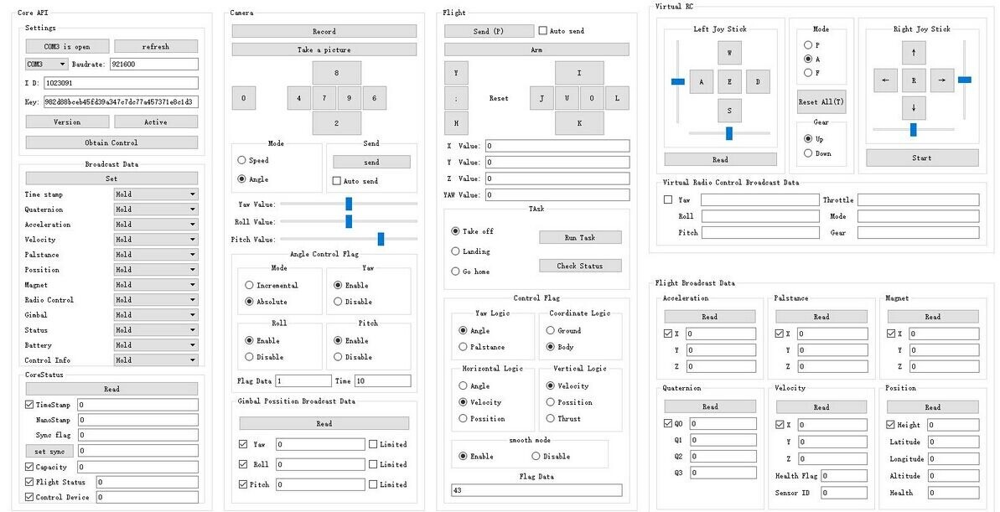 Core API
Settings
COM3 is open
refresh
COM3
Baudrate: 921600
I D: 1023091
Key: 982d88bceb45fd39a347c7dc77a457371e8c1d3
Version
Active
Obtain Control
Broadcast Data
Set
Time stamp Hold
Quaternion Hold
Acceleration Hold
Velocity Hold
Palstance Hold
Possition Hold
Magnet Hold
Radio Control Hold
Gimbal Hold
Status Hold
Battery Hold
Control Info Hold
CoreStatus
Read
TimeStamp 0
NanoStamp 0
Sync flag 0
set sync 0
Capacity 0
Flight Status 0
Control Device 0
Camera
Record
Take a picture
8
0 4 7 9 6
2
Mode
Speed
Angle
Send
send
Auto send
Yaw Value:
Roll Value:
Pitch Value:
Angle Control Flag
Mode
Incremental
Absolute
Yaw
Enable
Disable
Roll
Enable
Disable
Pitch
Enable
Disable
Flag Data 1 Time 10
Gimbal Possition Broadcast Data
Read
Yaw 0 Limited
Roll 0 Limited
Pitch 0 Limited
Flight
Send (P)
Auto send
Arm
Y I
; Reset J U O L
H K
X Value: 0
Y Value: 0
Z Value: 0
YAW Value: 0
TAsk
Take off
Landing
Go home
Run Task
Check Status
Control Flag
Yaw Logic
Angle
Palstance
Coordinate Logic
Ground
Body
Horizontal Logic
Angle
Velocity
Possition
Vertical Logic
Velocity
Possition
Thrust
smooth mode
Enable Disable
Flag Data
43
Virtual RC
Left Joy Stick
W
A E D
S
Read
Mode
P
A
F
Reset All(T)
Gear
Up
Down
Right Joy Stick
↑
← R →
↓
Start
Virtual Radio Control Broadcast Data
Yaw Throttle
Roll Mode
Pitch Gear
Flight Broadcast Data
Acceleration
Read
X 0
Y 0
Z 0
Palstance
Read
X 0
Y 0
Z 0
Magnet
Read
X 0
Y 0
Z 0
Quaternion
Read
Q0 0
Q1 0
Q2 0
Q3 0
Velocity
Read
X 0
Y 0
Z 0
Health Flag 0
Sensor ID 0
Position
Read
Height 0
Latitude 0
Longitude 0
Altitude 0
Health 0